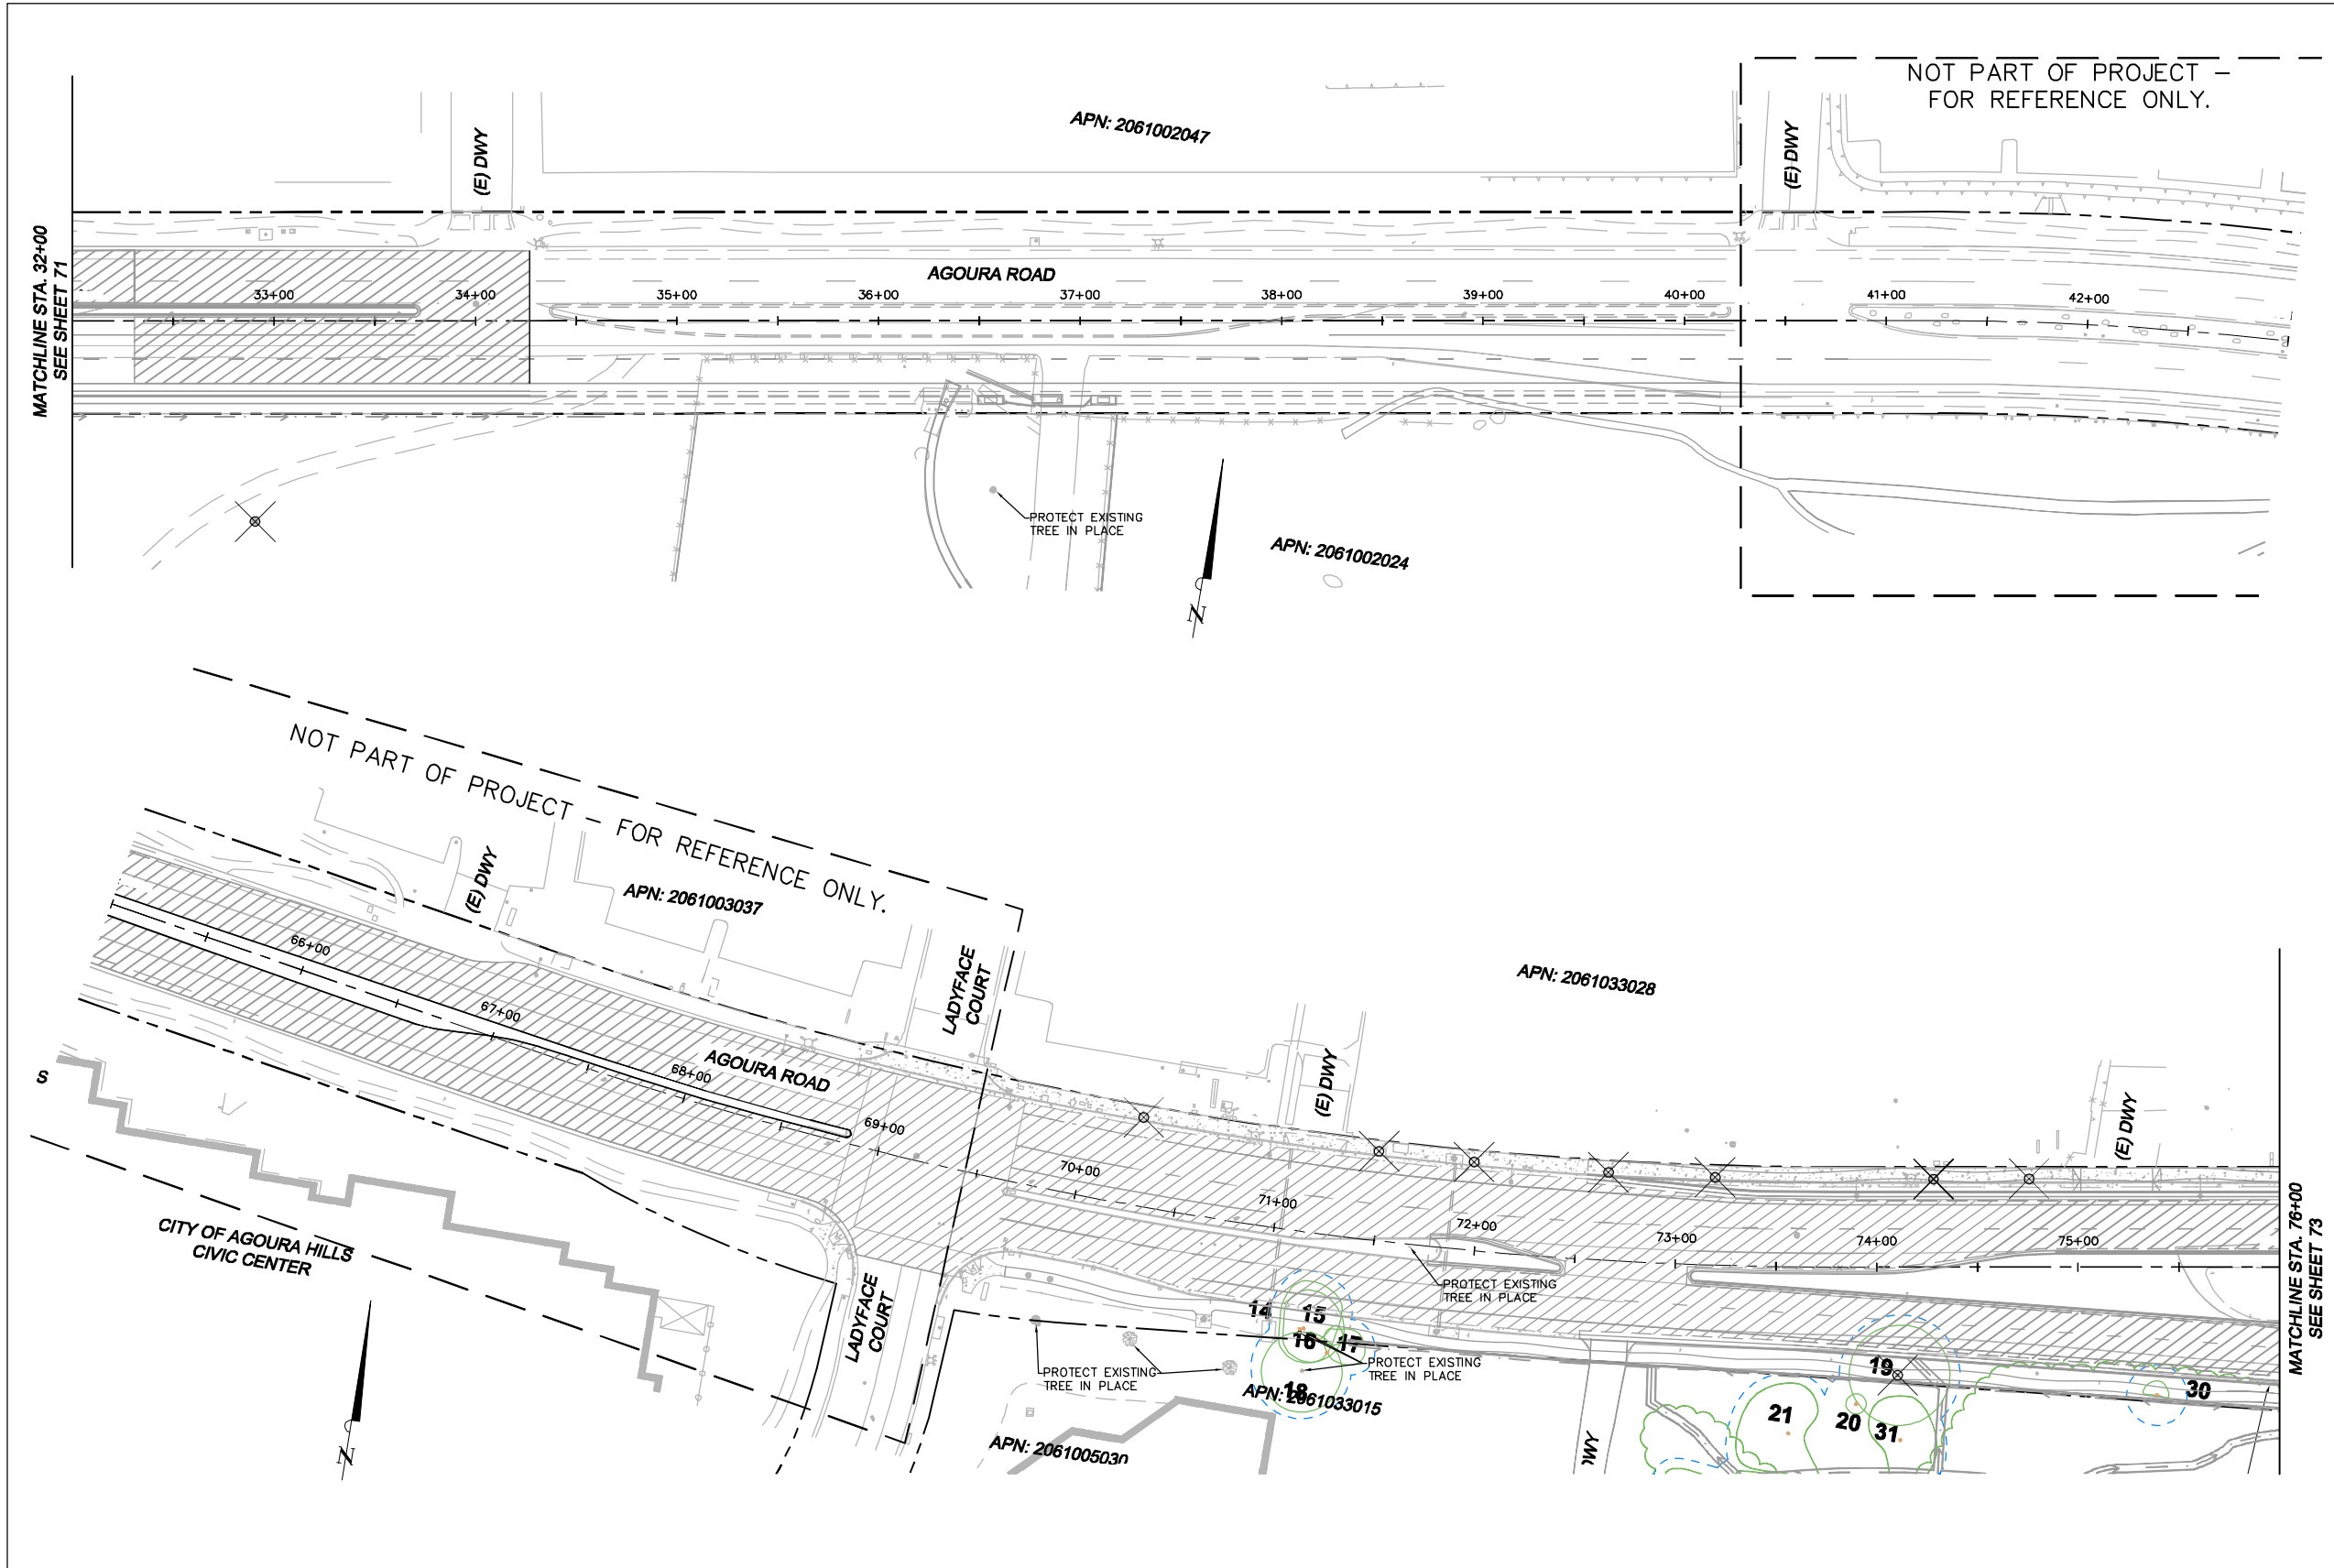 NOT PART OF PROJECT –
FOR REFERENCE ONLY.
APN: 2061002047
(E) DWY
(E) DWY
MATCHLINE STA. 32+00
SEE SHEET 71
AGOURA ROAD
33+00
34+00
35+00
36+00
37+00
38+00
39+00
40+00
41+00
42+00
PROTECT EXISTING
TREE IN PLACE
APN: 2061002024
N
NOT PART OF PROJECT – FOR REFERENCE ONLY.
(E) DWY
APN: 2061003037
LADYFACE
COURT
APN: 2061033028
66+00
67+00
68+00
AGOURA ROAD
69+00
70+00
71+00
72+00
73+00
74+00
75+00
(E) DWY
(E) DWY
MATCHLINE STA. 76+00
SEE SHEET 73
S
CITY OF AGOURA HILLS
CIVIC CENTER
LADYFACE
COURT
PROTECT EXISTING
TREE IN PLACE
14
15
16
17
18
PROTECT EXISTING
TREE IN PLACE
PROTECT EXISTING
TREE IN PLACE
APN: 2061033015
APN: 2061005030
19
20
21
30
31
N